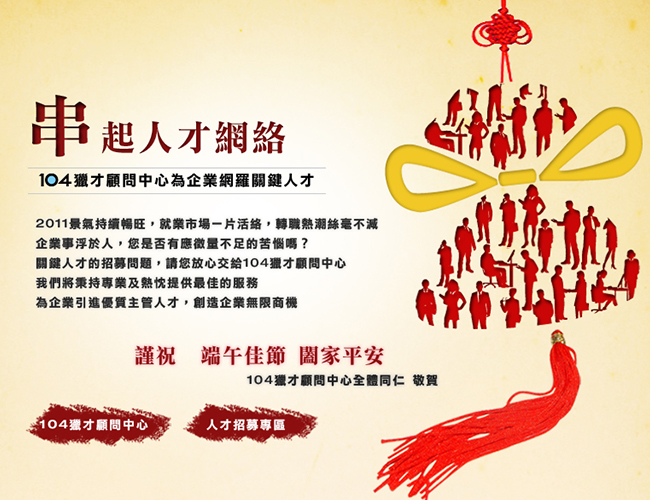 串起人才網絡
104獵才顧問中心為企業網羅關鍵人才
2011景氣持續暢旺，就業市場一片活絡，轉職熱潮絲毫不減
企業事浮於人，您是否有應徵量不足的苦惱嗎？
關鍵人才的招募問題，請您放心交給104獵才顧問中心
我們將秉持專業及熱忱提供最佳的服務
為企業引進優質主管人才，創造企業無限商機
謹祝　端午佳節 闔家平安
104獵才顧問中心全體同仁 敬賀
104獵才顧問中心
人才招募專區